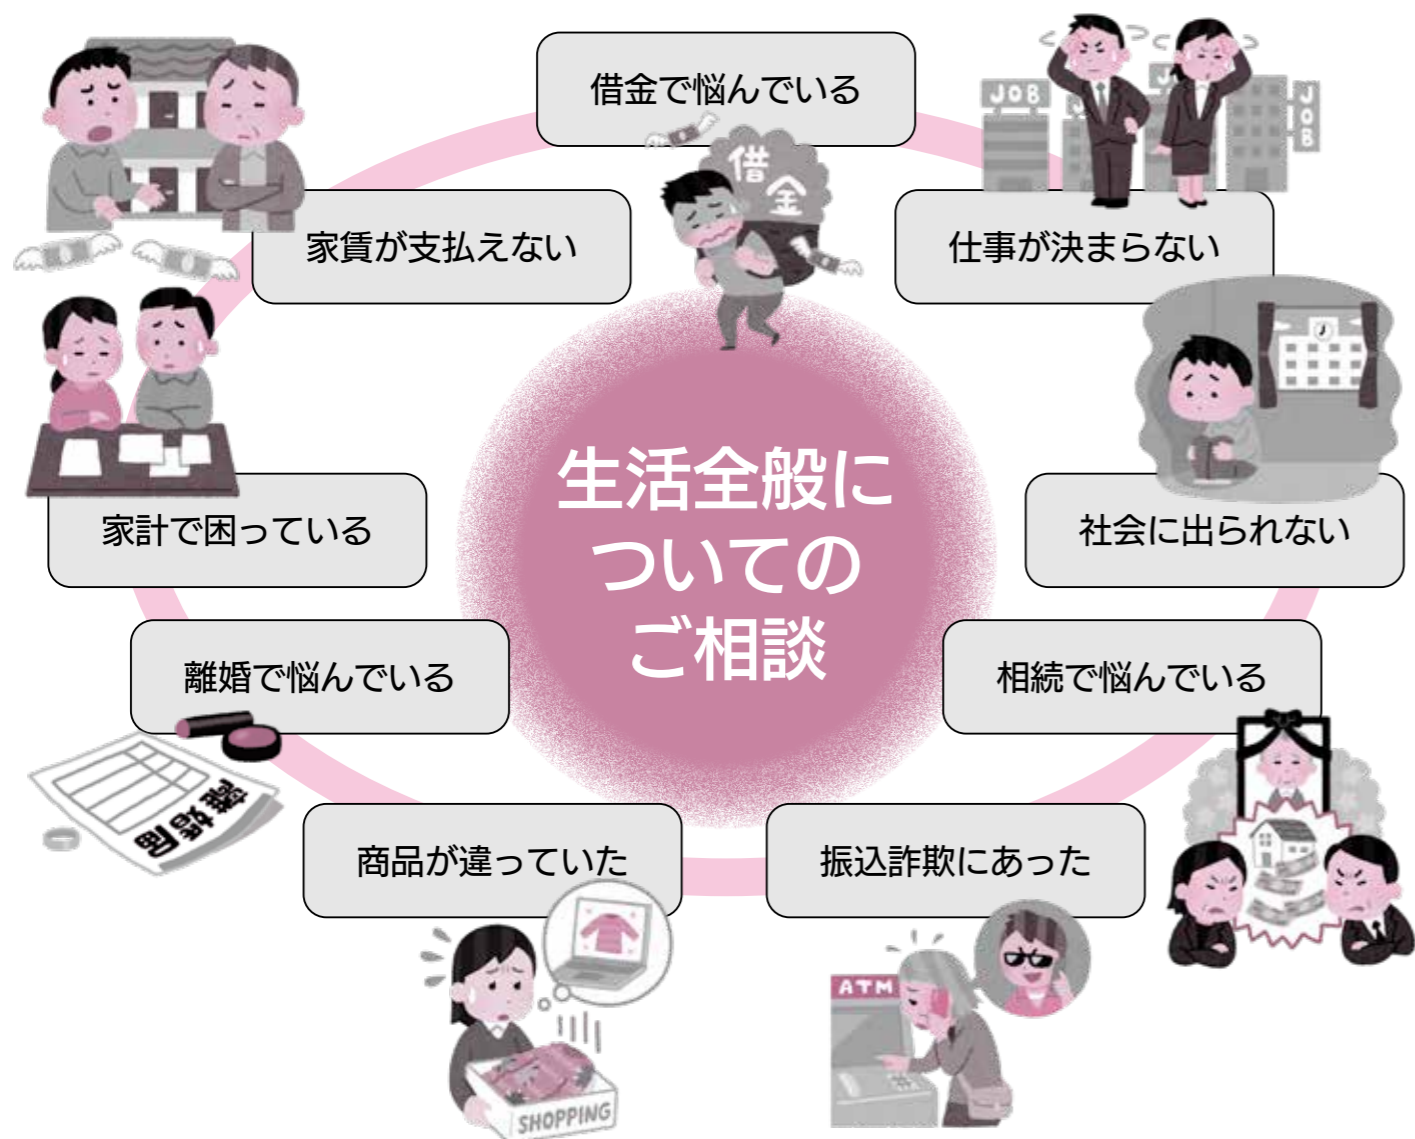 借金で悩んでいる
借金
JOB
J
J
JOB
家賃が支払えない
仕事が決まらない
生活全般に
ついての
ご相談
家計で困っている
社会に出られない
離婚で悩んでいる
離婚届
相続で悩んでいる
商品が違っていた
振込詐欺にあった
ATM
SHOPPING